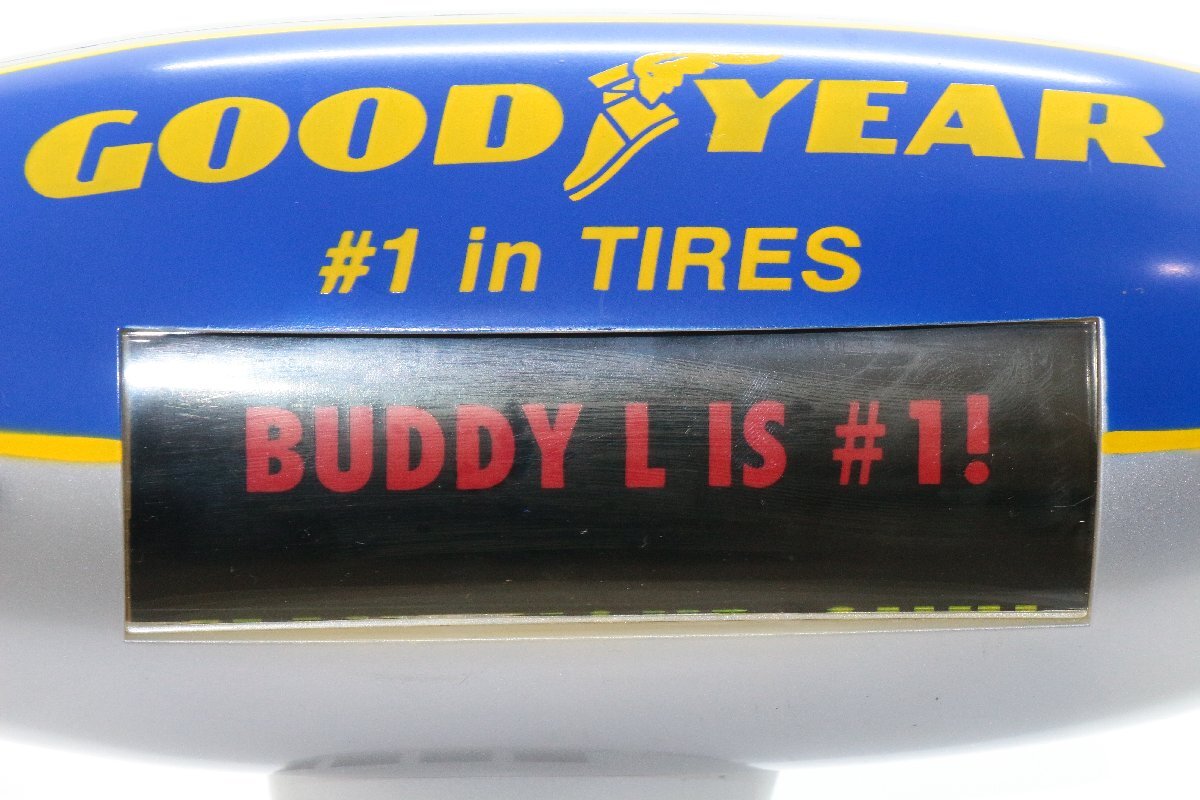 GOODYEAR
#1 in TIRES
BUDDY L IS #1!